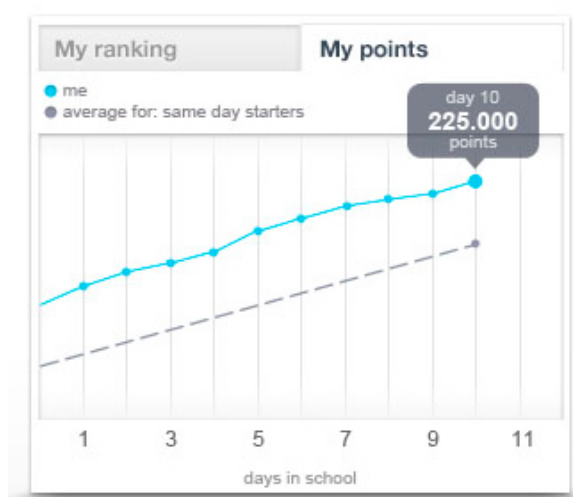 My ranking
My points
me
average for: same day starters
day 10
225.000
points
1 3 5 7 9 11
days in school